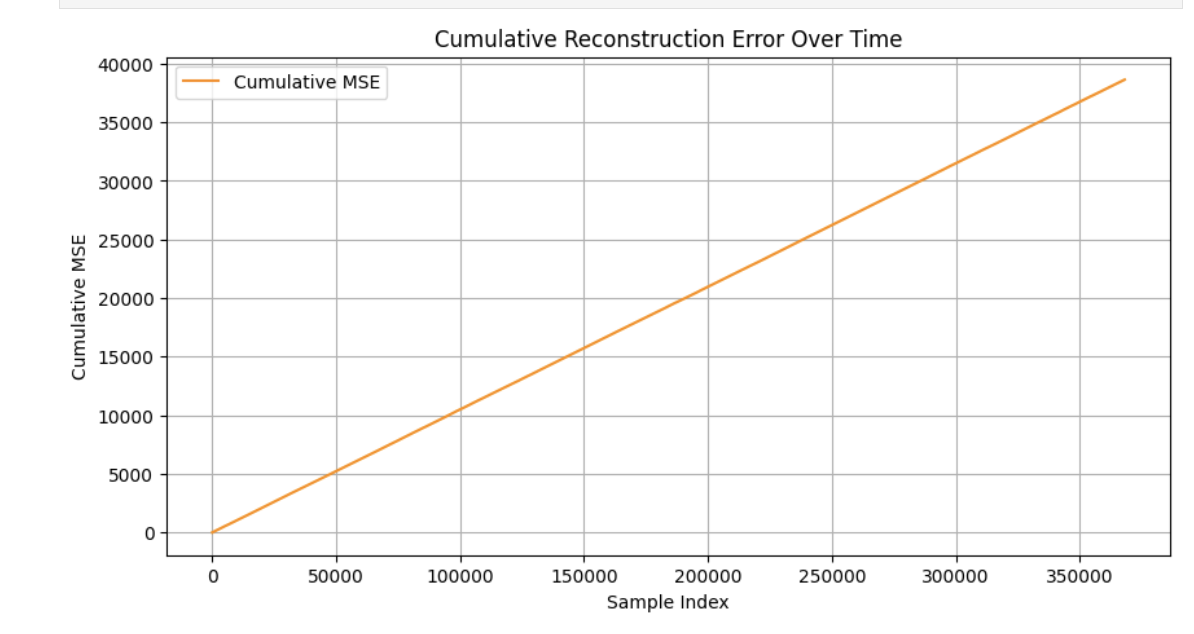 Cumulative Reconstruction Error Over Time
Cumulative MSE
40000
35000
30000
25000
20000
15000
10000
5000
0
Cumulative MSE
0 50000 100000 150000 200000 250000 300000 350000
Sample Index